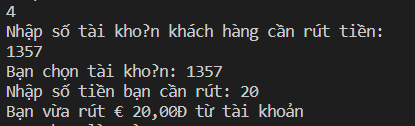 4
Nhập số tài kho?n khách hàng cần rút tiền:
1357
Bạn chọn tài kho?n: 1357
Nhập số tiền bạn cần rút: 20
Bạn vừa rút € 20,00Đ từ tài khoản